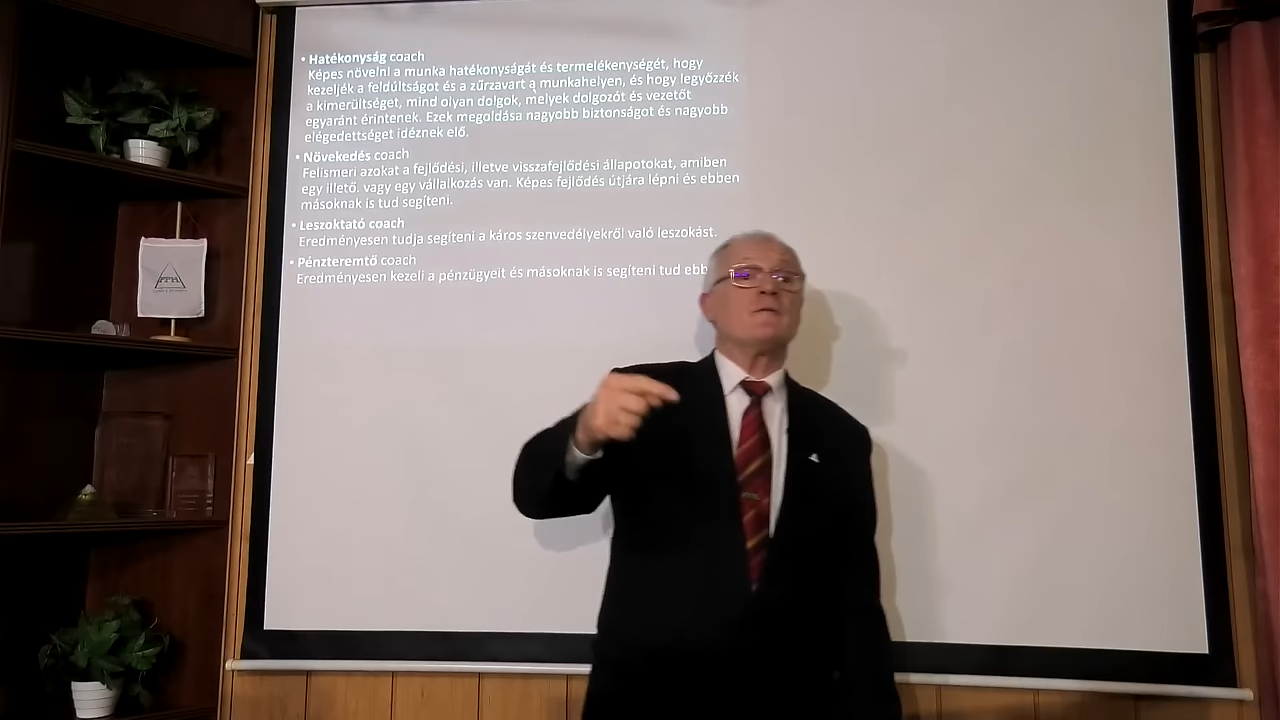 • Hatékonyság coach
Képes növelni a munka hatékonyságát és termelékenységét, hogy
kezeljék a feldúltságot és a zűrzavart a munkahelyen, és hogy legyőzzék
a kimerültséget, mind olyan dolgok, melyek dolgozót és vezetőt
egyaránt érintenek. Ezek megoldása nagyobb biztonságot és nagyobb
elégedettséget idéznek elő.
• Növekedés coach
Felismeri azokat a fejlődési, illetve visszafejlődési állapotokat, amiben
egy illető. vagy egy vállalkozás van. Képes fejlődés útjára lépni és ebben
másoknak is tud segíteni.
• Leszoktató coach
Eredményesen tudja segíteni a káros szenvedélyekről való leszokást.
• Pénzteremtő coach
Eredményesen kezeli a pénzügyeit és másoknak is segíteni tud ebb